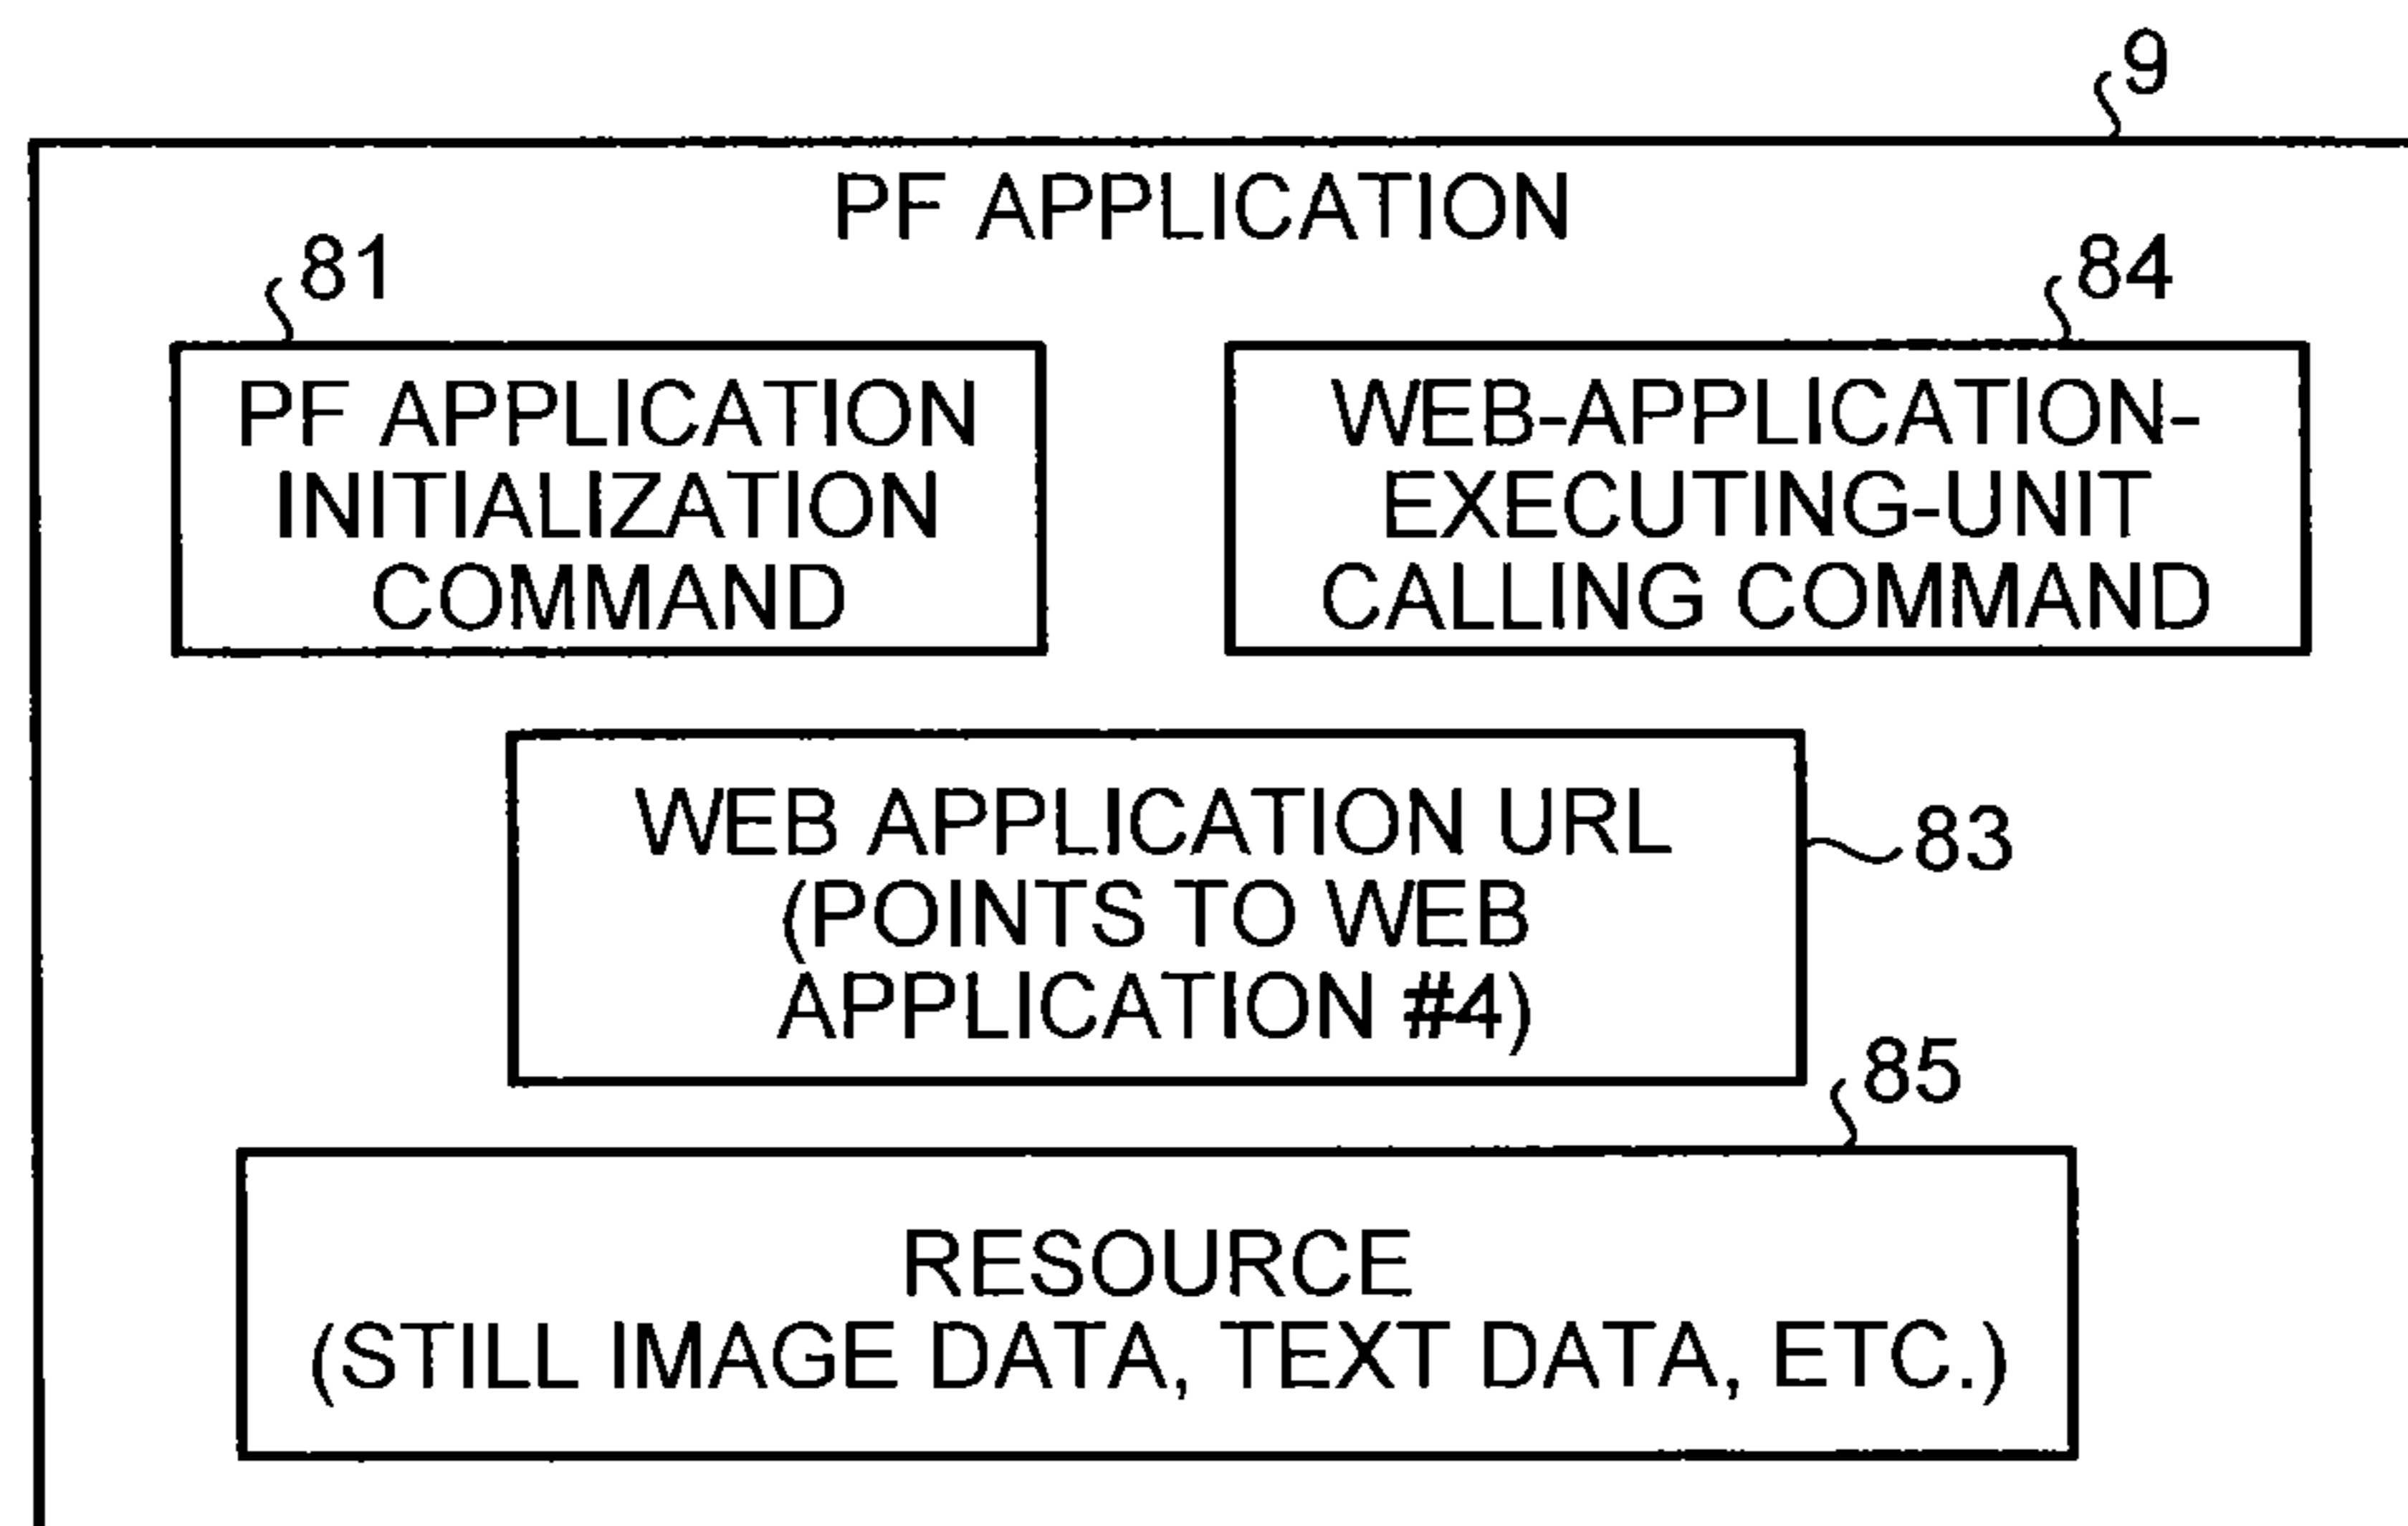 9
PF APPLICATION
81
84
PF APPLICATION
INITIALIZATION
COMMAND
WEB-APPLICATION-
EXECUTING-UNIT
CALLING COMMAND
WEB APPLICATION URL
(POINTS TO WEB
APPLICATION #4)
83
85
RESOURCE
(STILL IMAGE DATA, TEXT DATA, ETC.)